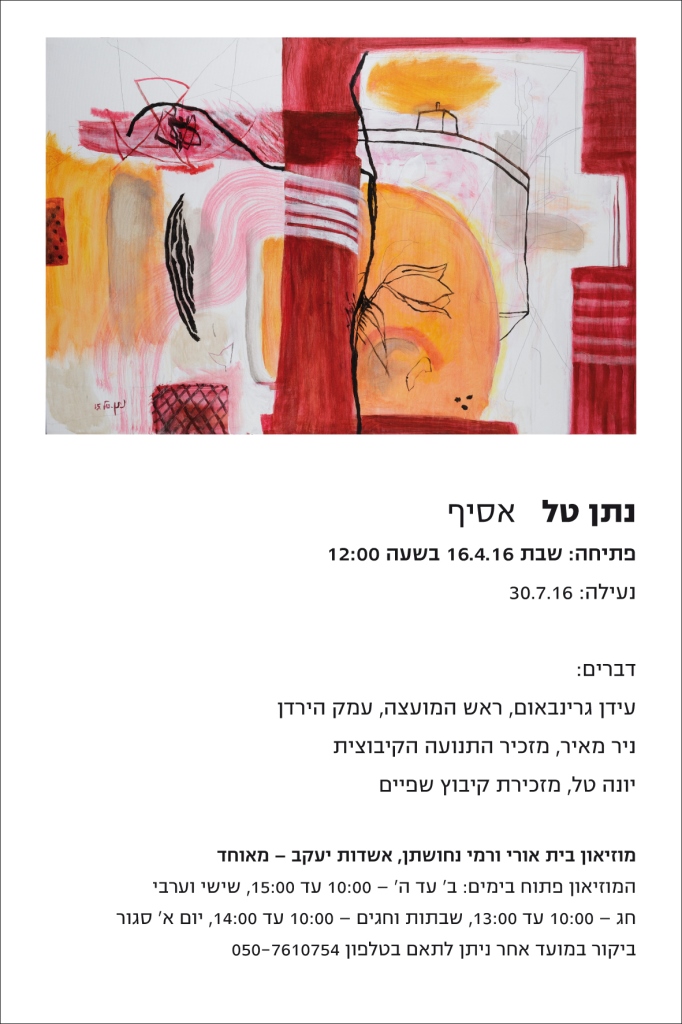 נתן טל 15
נתן טל אסיף
פתיחה: שבת 16.4.16 בשעה 12:00
נעילה: 30.7.16
דברים:
עידן גרינבאום, ראש המועצה, עמק הירדן
ניר מאיר, מזכיר התנועה הקיבוצית
יונה טל, מזכירת קיבוץ שפיים
מוזיאון בית אורי ורמי נחושתן, אשדות יעקב – מאוחד
המוזיאון פתוח בימים: ב׳ עד ה׳ – 10:00 עד 15:00, שישי וערבי
חג – 10:00 עד 13:00, שבתות וחגים – 10:00 עד 14:00, יום א׳ סגור
ביקור במועד אחר ניתן לתאם בטלפון 050-7610754